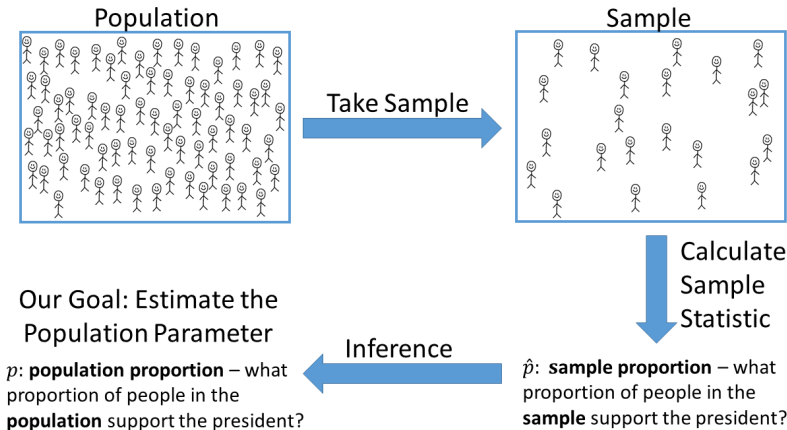 Population
Sample
Take Sample
Calculate
Sample
Statistic
Our Goal: Estimate the
Population Parameter
Inference
p: population proportion – what
proportion of people in the
population support the president?
p̂: sample proportion – what
proportion of people in the
sample support the president?